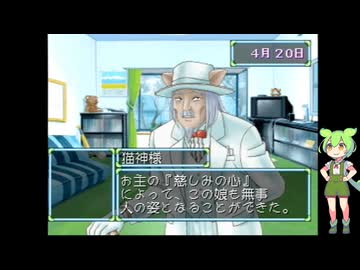 4月20日
猫神様
お主の『慈しみの心』
によって、この娘も無事
人の姿となることができた。